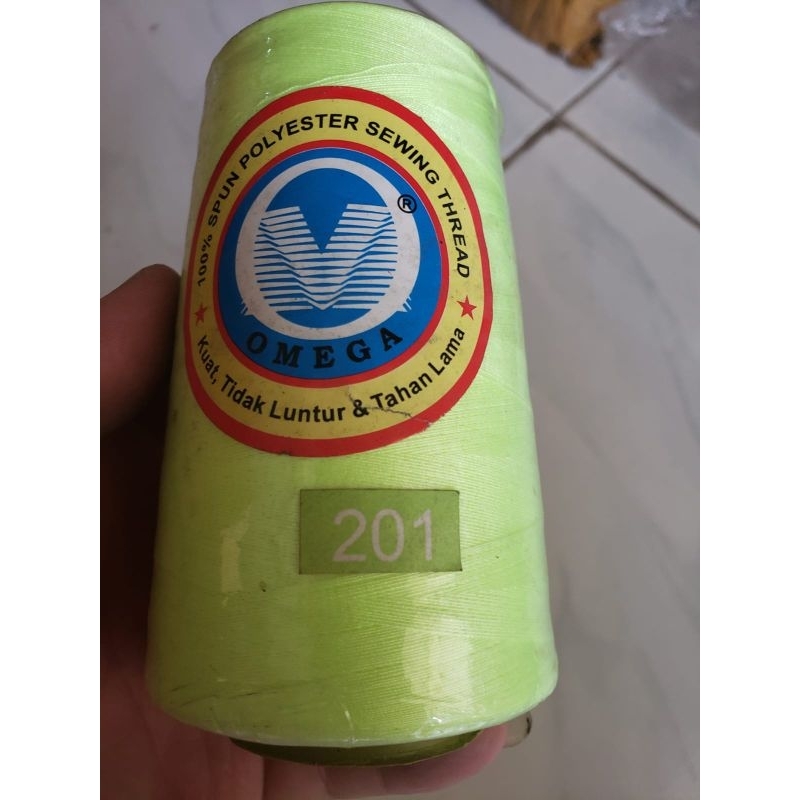 100% SPUN POLYESTER SEWING THREAD
®
OMEGA
Kuat, Tidak Luntur & Tahan Lama
201